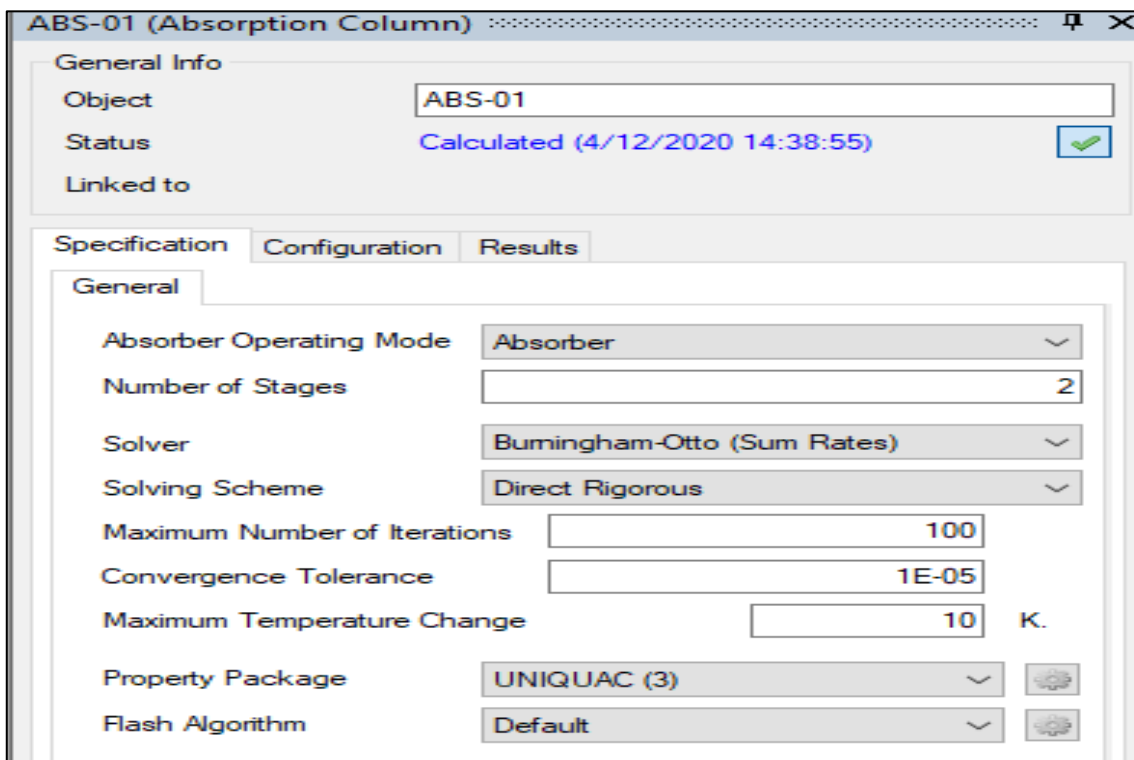 ABS-01 (Absorption Column)
General Info
Object ABS-01
Status Calculated (4/12/2020 14:38:55)
Linked to
Specification Configuration Results
General
Absorber Operating Mode Absorber
Number of Stages 2
Solver Burningham-Otto (Sum Rates)
Solving Scheme Direct Rigorous
Maximum Number of Iterations 100
Convergence Tolerance 1E-05
Maximum Temperature Change 10 K.
Property Package UNIQUAC (3)
Flash Algorithm Default